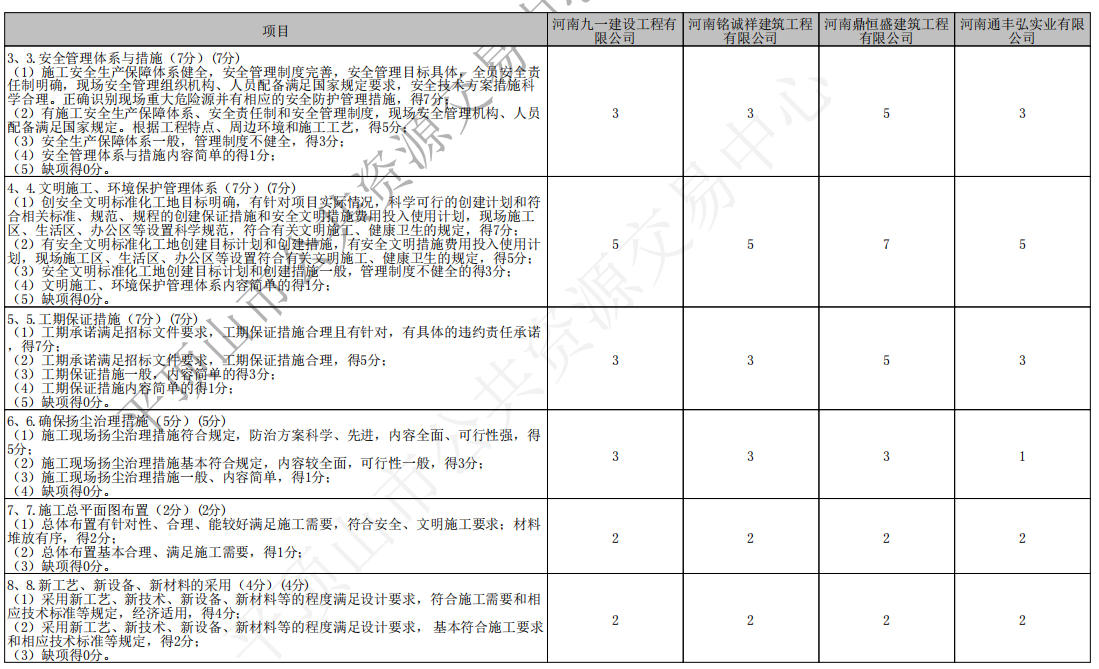 项目
河南九一建设工程有
限公司
河南铭诚祥建筑工程
有限公司
河南鼎恒盛建筑工程
有限公司
河南通丰弘实业有限
公司
3、3.安全管理体系与措施（7分）(7分)
（1）施工安全生产保障体系健全，安全管理制度完善，安全管理目标具体，全员安全责
任制明确，现场安全管理组织机构、人员配备满足国家规定要求，安全技术方案措施科
学合理。正确识别现场重大危险源并有相应的安全防护管理措施，得7分；
（2）有施工安全生产保障体系、安全责任制和安全管理制度，现场安全管理机构、人员
配备满足国家规定。根据工程特点、周边环境和施工工艺，得5分；
（3）安全生产保障体系一般，管理制度不健全，得3分；
（4）安全管理体系与措施内容简单的得1分；
（5）缺项得0分。
3
3
5
3
4、4.文明施工、环境保护管理体系（7分）(7分)
（1）创安全文明标准化工地目标明确，有针对项目实际情况，科学可行的创建计划和符
合相关标准、规范、规程的创建保证措施和安全文明措施费用投入使用计划，现场施工
区、生活区、办公区等设置科学规范，符合有关文明施工、健康卫生的规定，得7分；
（2）有安全文明标准化工地创建目标计划和创建措施，有安全文明措施费用投入使用计
划，现场施工区、生活区、办公区等设置符合有关文明施工、健康卫生的规定，得5分；
（3）安全文明标准化工地创建目标计划和创建措施一般，管理制度不健全的得3分；
（4）文明施工、环境保护管理体系内容简单的得1分；
（5）缺项得0分。
5
5
7
5
5、5.工期保证措施（7分）(7分)
（1）工期承诺满足招标文件要求，工期保证措施合理且有针对，有具体的违约责任承诺
，得7分；
（2）工期承诺满足招标文件要求，工期保证措施合理，得5分；
（3）工期保证措施一般，内容简单的得3分；
（4）工期保证措施内容简单的得1分；
（5）缺项得0分。
3
3
5
3
6、6.确保扬尘治理措施（5分）(5分)
（1）施工现场扬尘治理措施符合规定，防治方案科学、先进，内容全面、可行性强，得
5分；
（2）施工现场扬尘治理措施基本符合规定，内容较全面，可行性一般，得3分；
（3）施工现场扬尘治理措施一般、内容简单，得1分；
（4）缺项得0分。
3
3
3
1
7、7.施工总平面图布置（2分）(2分)
（1）总体布置有针对性、合理、能较好满足施工需要，符合安全、文明施工要求；材料
堆放有序，得2分；
（2）总体布置基本合理、满足施工需要，得1分；
（3）缺项得0分。
2
2
2
2
8、8.新工艺、新设备、新材料的采用（4分）(4分)
（1）采用新工艺、新技术、新设备、新材料等的程度满足设计要求，符合施工需要和相
应技术标准等规定，经济适用，得4分；
（2）采用新工艺、新技术、新设备、新材料等的程度满足设计要求， 基本符合施工要求
和相应技术标准等规定，得2分；
（3）缺项得0分。
2
2
2
2
平顶山市公共资源交易中心
平顶山市公共资源交易中心